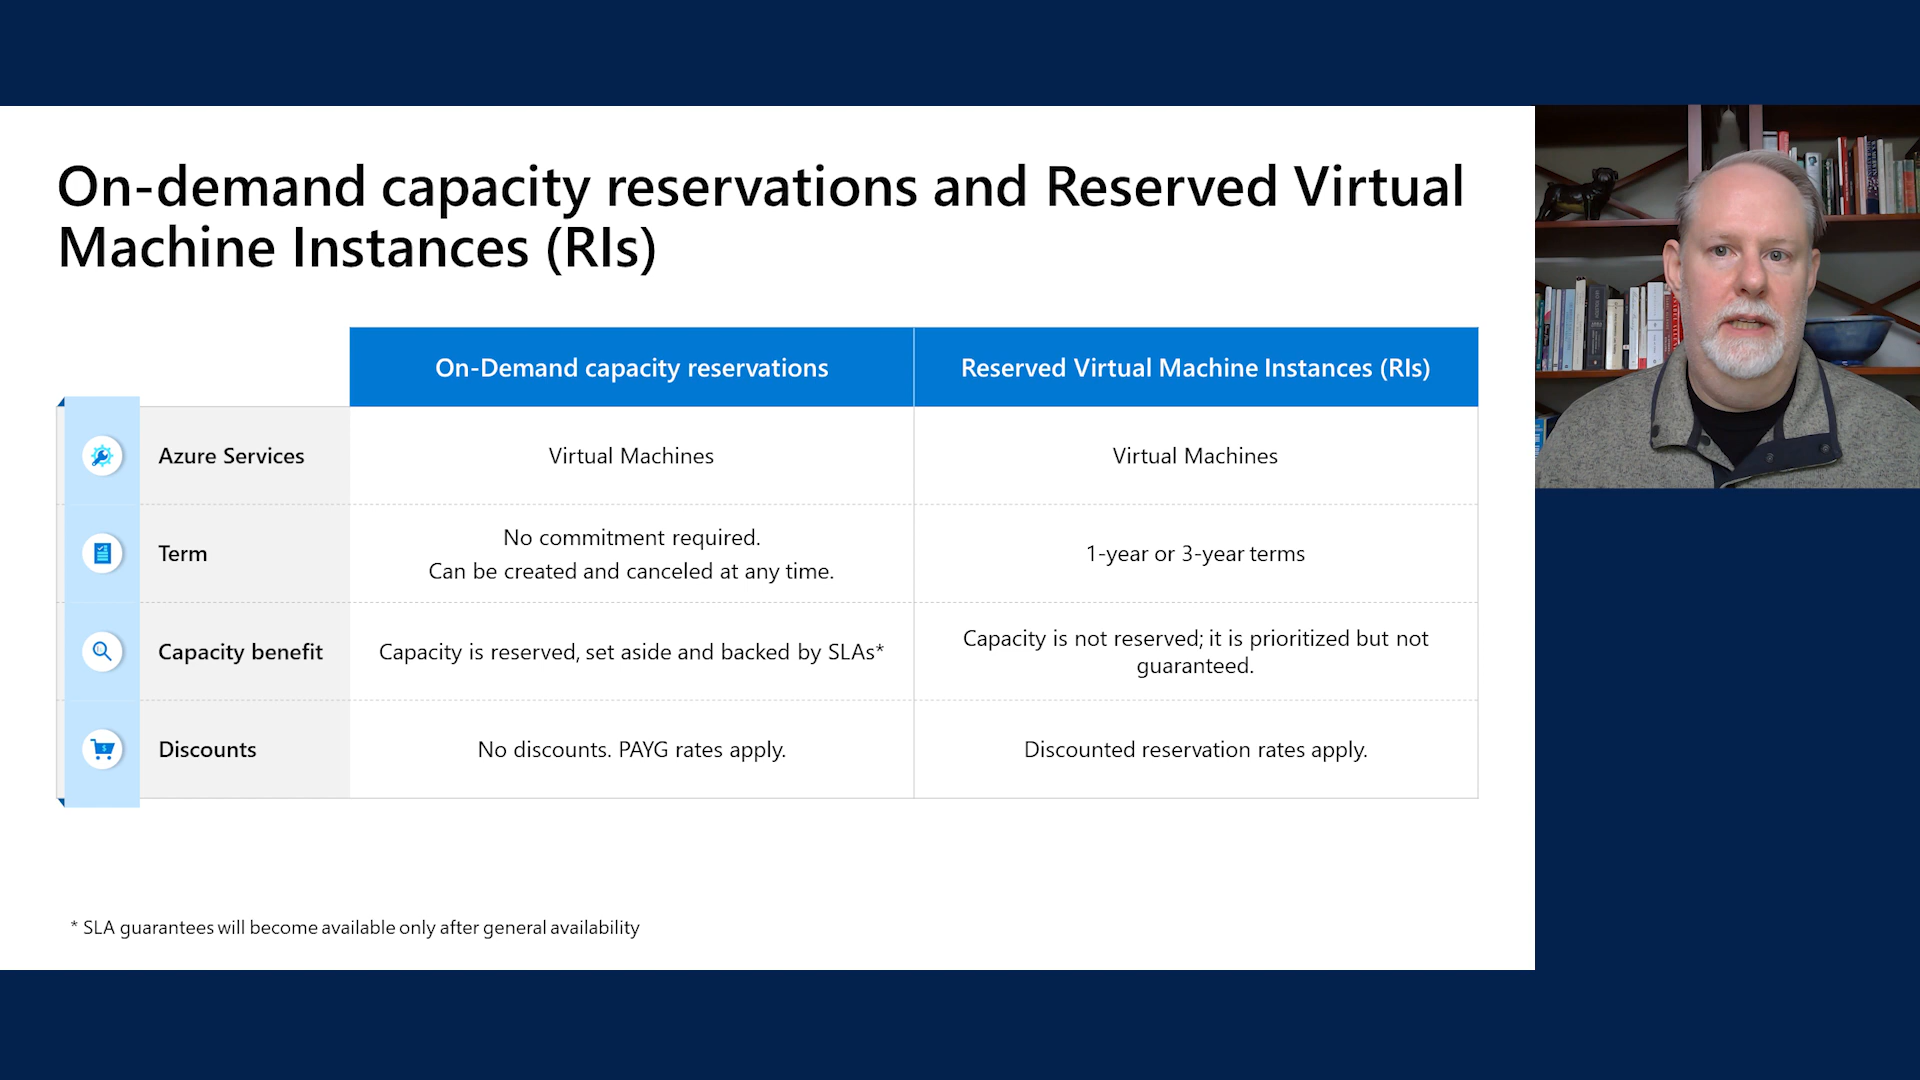 On-demand capacity reservations and Reserved Virtual
Machine Instances (RIs)
On-Demand capacity reservations
Reserved Virtual Machine Instances (RIs)
Azure Services
Virtual Machines
Virtual Machines
Term
No commitment required.
Can be created and canceled at any time.
1-year or 3-year terms
Capacity benefit
Capacity is reserved, set aside and backed by SLAs*
Capacity is not reserved; it is prioritized but not
guaranteed.
Discounts
No discounts. PAYG rates apply.
Discounted reservation rates apply.
* SLA guarantees will become available only after general availability